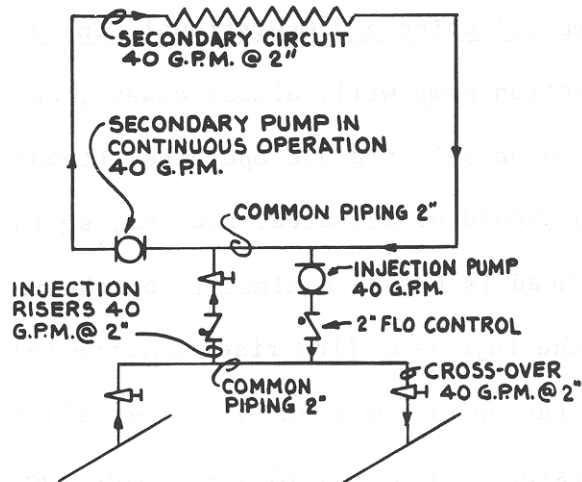 SECONDARY CIRCUIT
40 G.P.M. @ 2"
SECONDARY PUMP IN
CONTINUOUS OPERATION
40 G.P.M.
COMMON PIPING 2"
INJECTION PUMP
40 G.P.M.
INJECTION
RISERS 40
G.P.M. @ 2"
2" FLO CONTROL
COMMON
PIPING 2"
CROSS-OVER
40 G.P.M. @ 2"